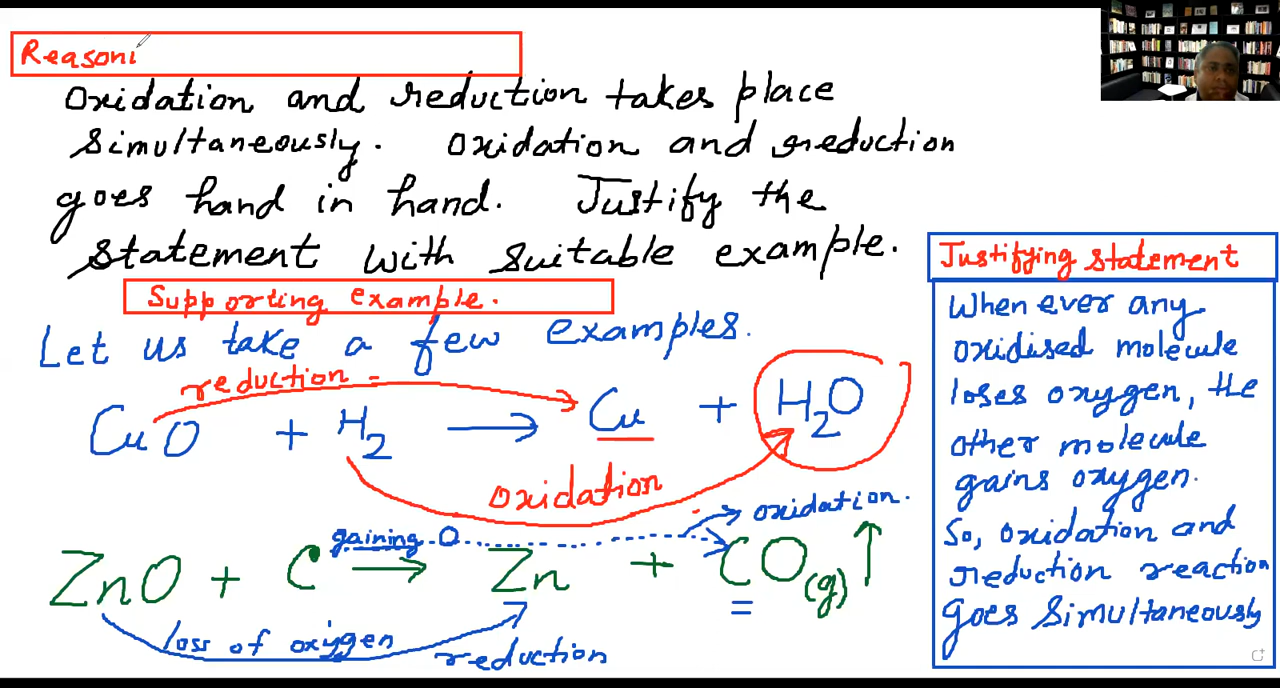 Reasoni
Oxidation and reduction takes place
simultaneously. Oxidation and reduction
goes hand in hand. Justify the
statement with suitable example.
Supporting example.
Let us take a few examples.
reduction
CuO + H2 → Cu + H2O
oxidation
oxidation.
gaining O
ZnO + C → Zn + CO(g) ↑
loss of oxygen
reduction
Justifying statement
When ever any
oxidised molecule
loses oxygen, the
other molecule
gains oxygen.
So, oxidation and
reduction reaction
goes simultaneously